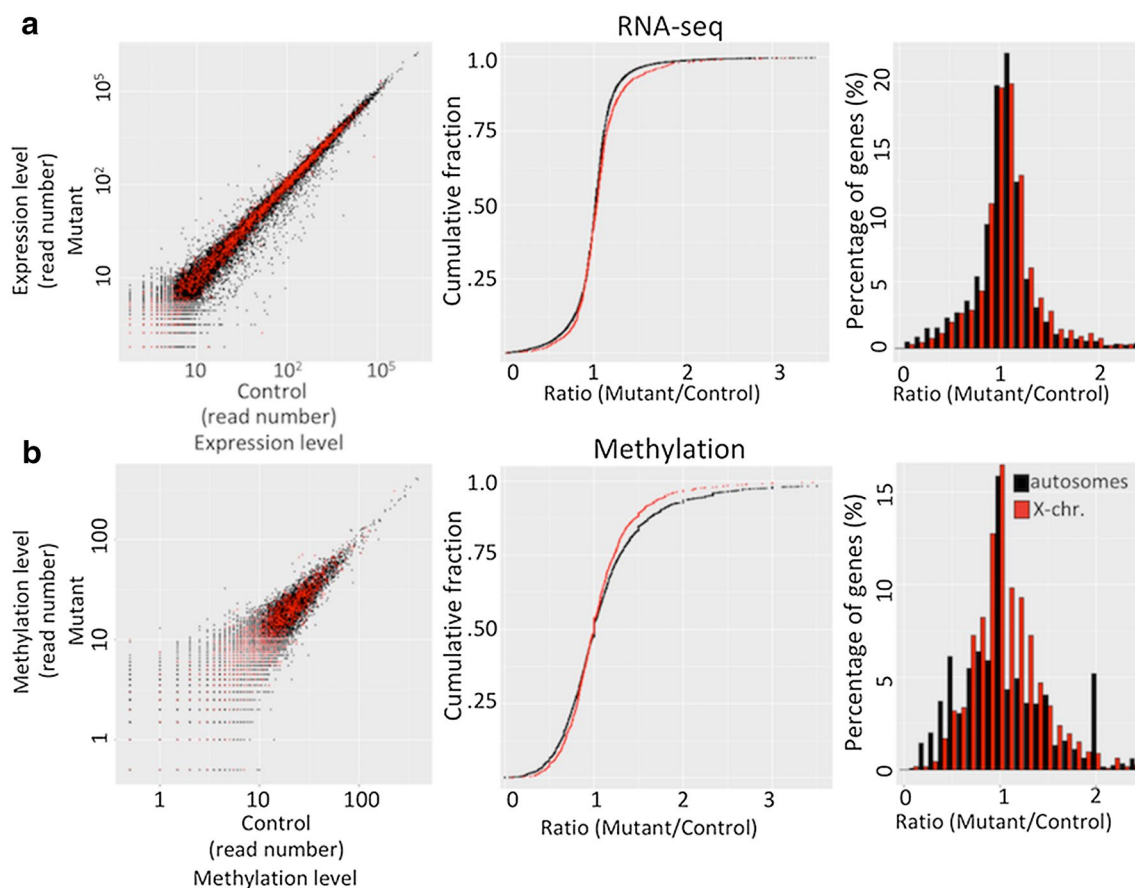 a
RNA-seq
Expression level
(read number)
Mutant
10⁵
10²
10
10
10²
10⁵
Control
(read number)
Expression level
Cumulative fraction
1.0
.75
.50
.25
0
1
2
3
Ratio (Mutant/Control)
Percentage of genes (%)
20
15
10
5
0
0
1
2
Ratio (Mutant/Control)
b
Methylation
Methylation level
(read number)
Mutant
100
10
1
1
10
100
Control
(read number)
Methylation level
Cumulative fraction
1.0
.75
.50
.25
0
1
2
3
Ratio (Mutant/Control)
Percentage of genes (%)
15
10
5
0
autosomes
X-chr.
0
1
2
Ratio (Mutant/Control)